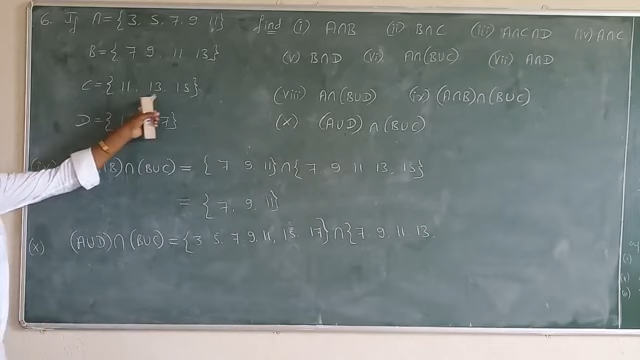 6. If A = {3. 5. 7. 9 11} find (i) A∩B (ii) B∩C (iii) A∩C∩D (iv) A∩C
B = { 7 9 11 13} (v) B∩D (vi) A∩(B∪C) (vii) A∩D
C = { 11. 13. 15} (viii) A∩(B∪D) (ix) (A∩B)∩(B∪C)
D = { 7} (x) (A∪D)∩(B∪C)
B)∩(B∪C) = { 7 9. 11} ∩ { 7. 9 11 13. 15}
= { 7, 9. 11}
(x) (A∪D)∩(B∪C) = {3 5. 7 9. 11, 15. 17} ∩ {7 9. 11 13.